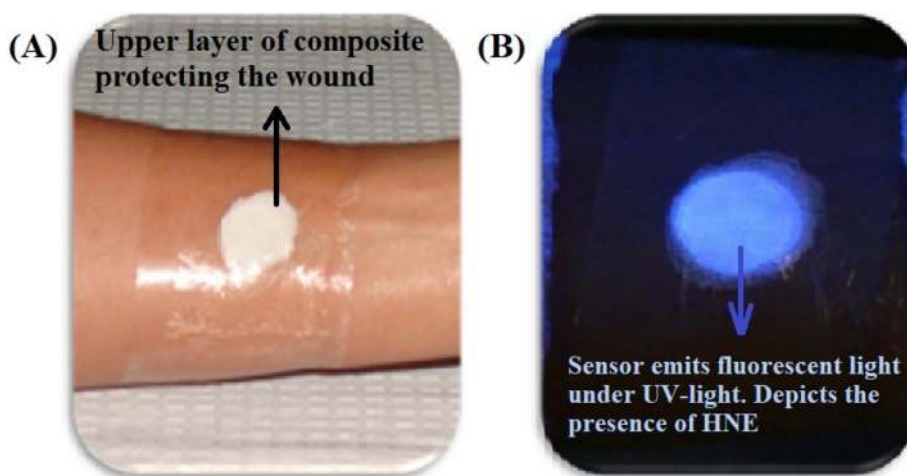 (A)
Upper layer of composite
protecting the wound
(B)
Sensor emits fluorescent light
under UV-light. Depicts the
presence of HNE